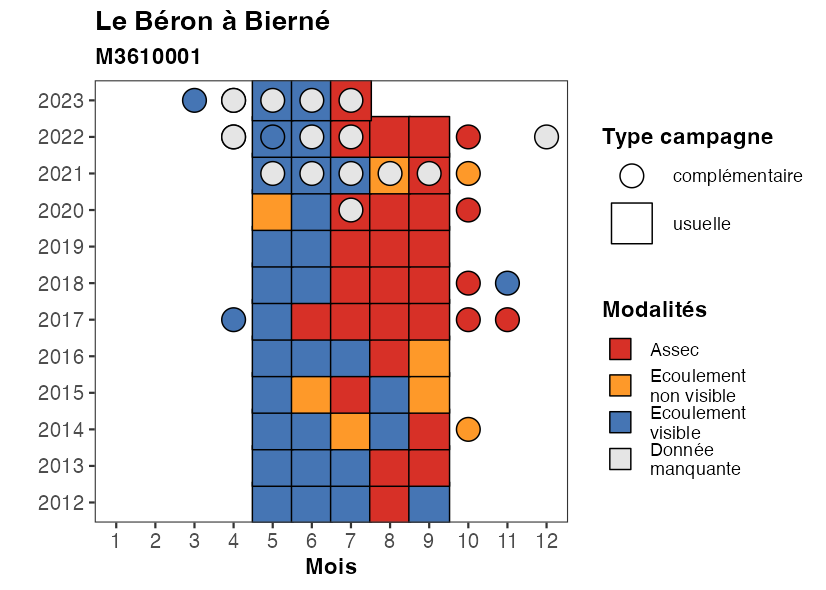 Le Béron à Bierné
M3610001
2023
2022
2021
2020
2019
2018
2017
2016
2015
2014
2013
2012
1 2 3 4 5 6 7 8 9 10 11 12
Mois
Type campagne
complémentaire
usuelle
Modalités
Assec
Ecoulement
non visible
Ecoulement
visible
Donnée
manquante